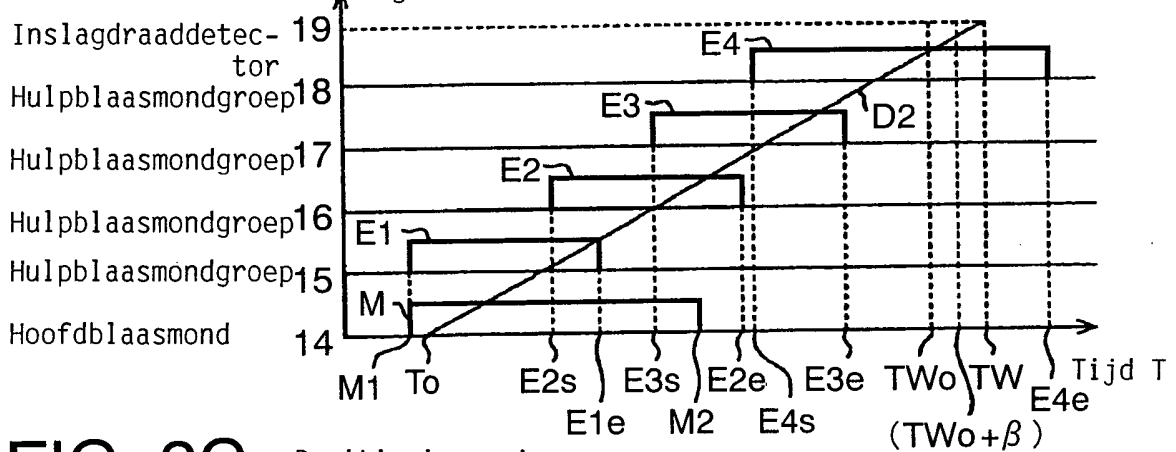 Inslagdraaddetec-
tor
19
Hulpblaasmondgroep 18
Hulpblaasmondgroep 17
Hulpblaasmondgroep 16
Hulpblaasmondgroep 15
Hoofdblaasmond 14
E4
E3
D2
E2
E1
M
M1 To E2s E3s E2e E3e TWo TW Tijd T
E1e M2 E4s E4e
(TWo+β)